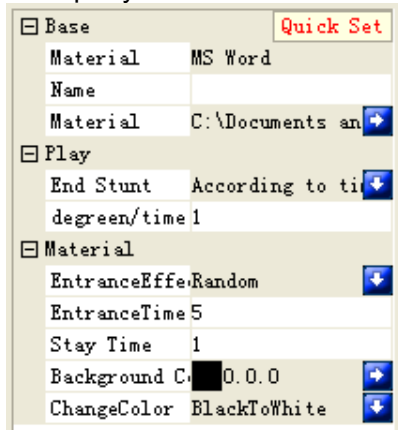 Base Quick Set
Material MS Word
Name
Material C:\Documents an
Play
End Stunt According to ti
degreen/time 1
Material
EntranceEffe Random
EntranceTime 5
Stay Time 1
Background C 0.0.0
ChangeColor BlackToWhite